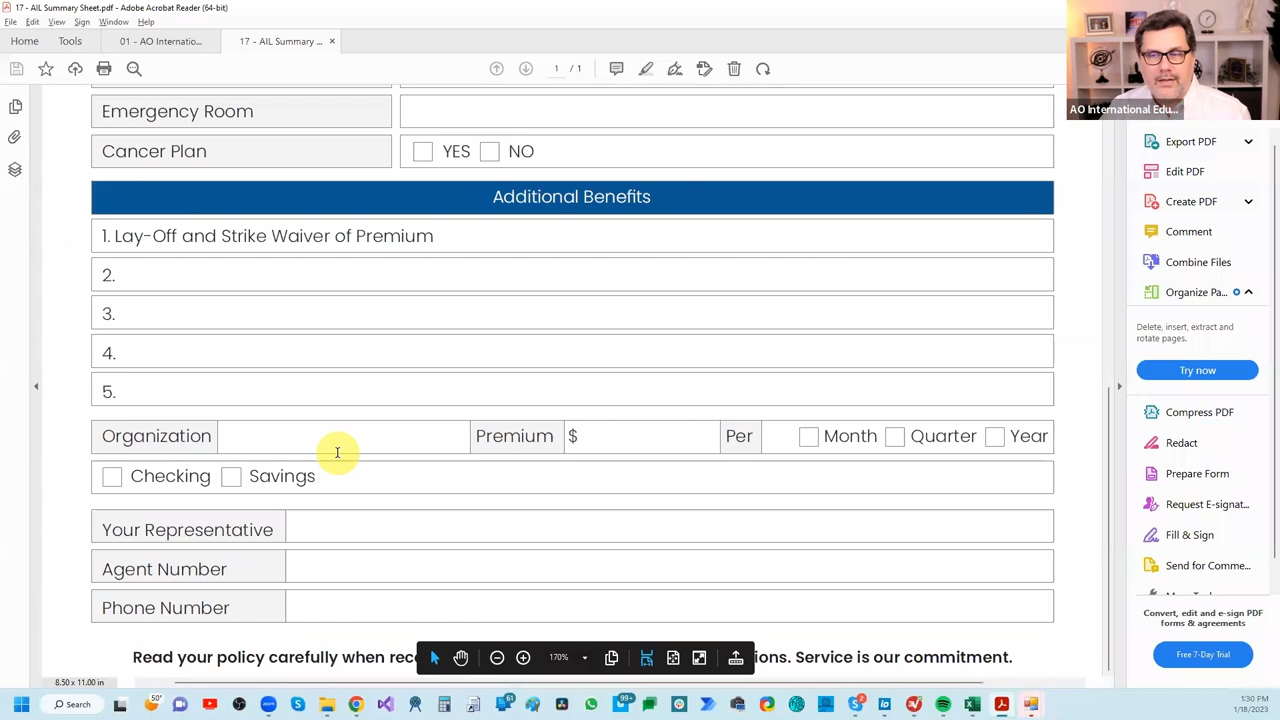 17 - AIL Summary Sheet.pdf - Adobe Acrobat Reader (64-bit)
File Edit View Sign Window Help
Home Tools 01 - AO Internatio... 17 - AIL Summary ... ×
1 / 1
AO International Edu...
Emergency Room
Cancer Plan YES NO
Additional Benefits
1. Lay-Off and Strike Waiver of Premium
2.
3.
4.
5.
Organization Premium $ Per Month Quarter Year
Checking Savings
Your Representative
Agent Number
Phone Number
Read your policy carefully when rec ions. Service is our commitment.
170%
8.50 x 11.00 in
Export PDF
Edit PDF
Create PDF
Comment
Combine Files
Organize Pa...
Delete, insert, extract and
rotate pages.
Try now
Compress PDF
Redact
Prepare Form
Request E-signat...
Fill & Sign
Send for Comme...
Convert, edit and e-sign PDF
forms & agreements
Free 7-Day Trial
Search 50° 61 99+ 2 1:30 PM
1/18/2023